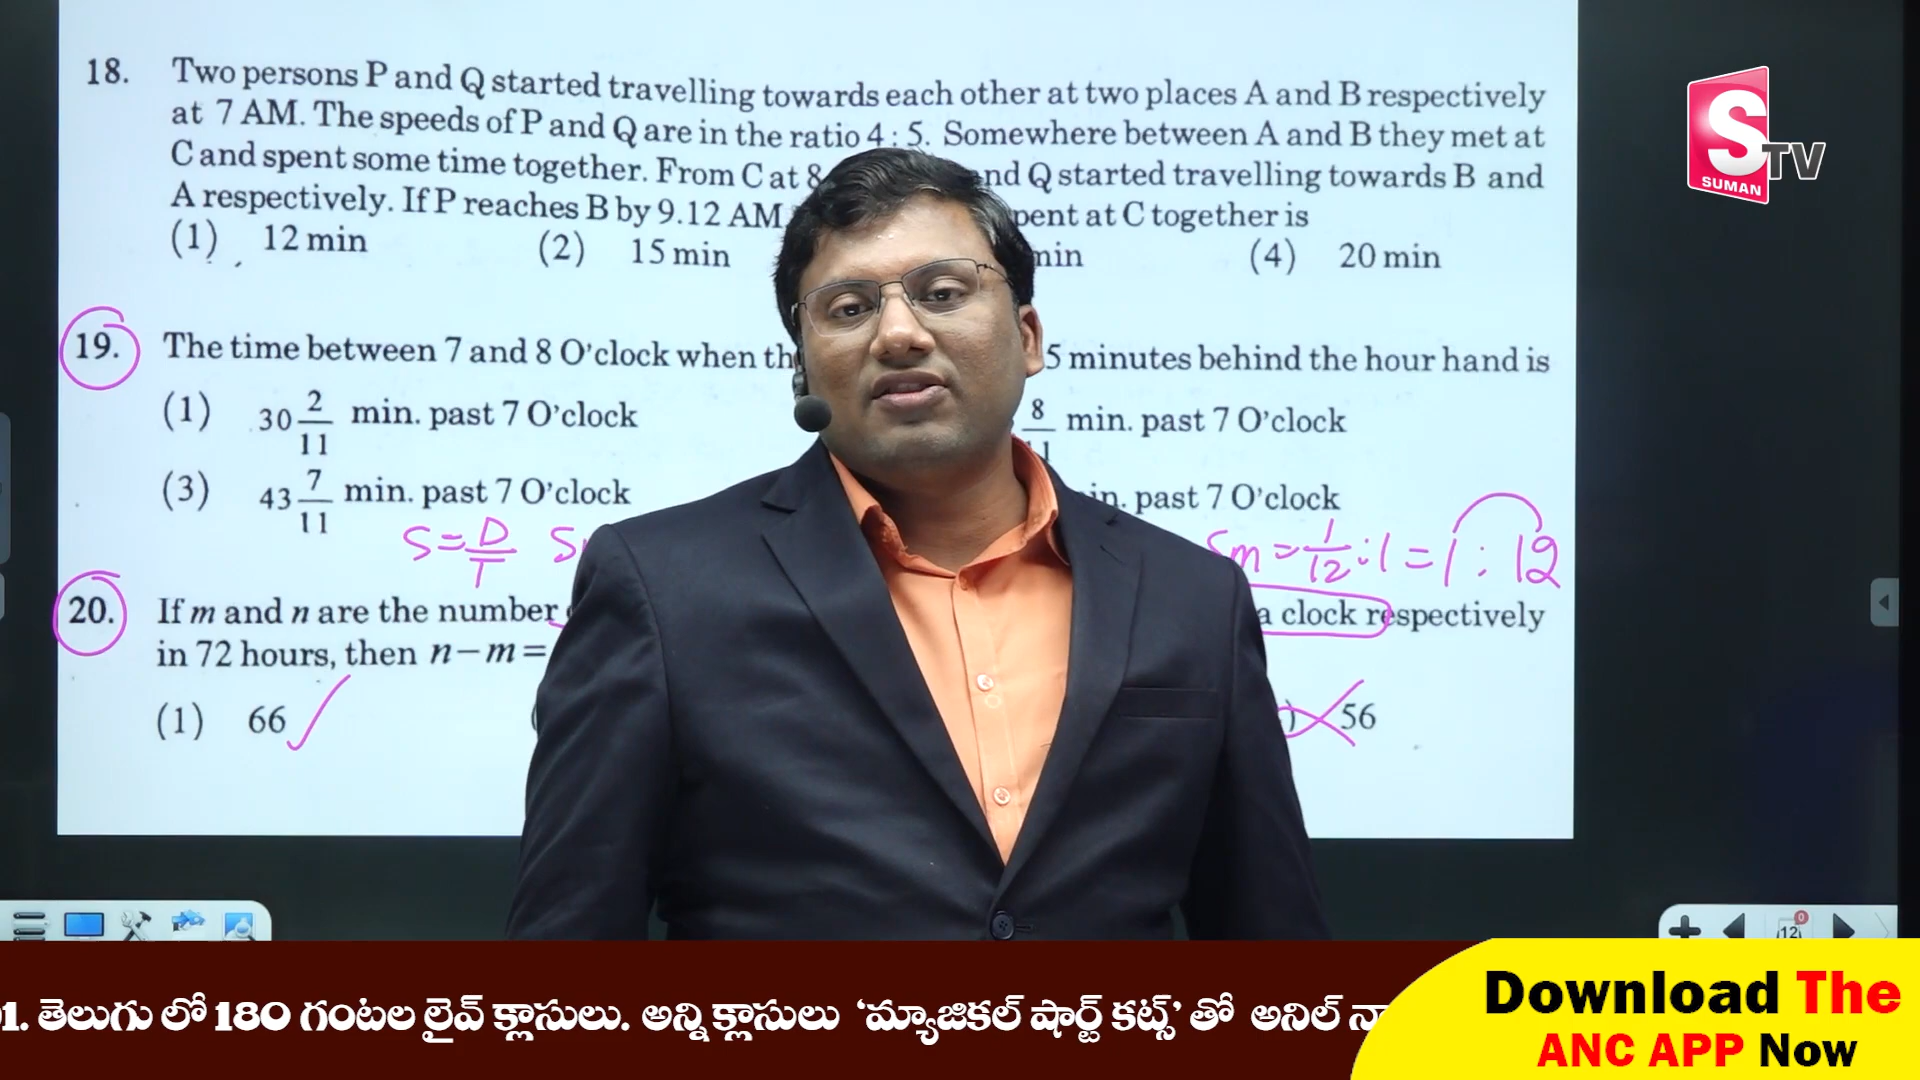 18. Two persons P and Q started travelling towards each other at two places A and B respectively
at 7 AM. The speeds of P and Q are in the ratio 4 : 5. Somewhere between A and B they met at
C and spent some time together. From C at 8 nd Q started travelling towards B and
A respectively. If P reaches B by 9.12 AM pent at C together is
(1) 12 min (2) 15 min min (4) 20 min
19. The time between 7 and 8 O'clock when th 5 minutes behind the hour hand is
(1) 30 2/11 min. past 7 O'clock 8 min. past 7 O'clock
(3) 43 7/11 min. past 7 O'clock in. past 7 O'clock
S = D/T S Sm = 1/12 : 1 = 1 : 12
20. If m and n are the number a clock respectively
in 72 hours, then n − m =
(1) 66 56
S TV
SUMAN
12
0
1. తెలుగు లో 180 గంటల లైవ్ క్లాసులు. అన్ని క్లాసులు ‘మ్యాజికల్ షార్ట్ కట్స్’ తో అనిల్ నా
Download The
ANC APP Now